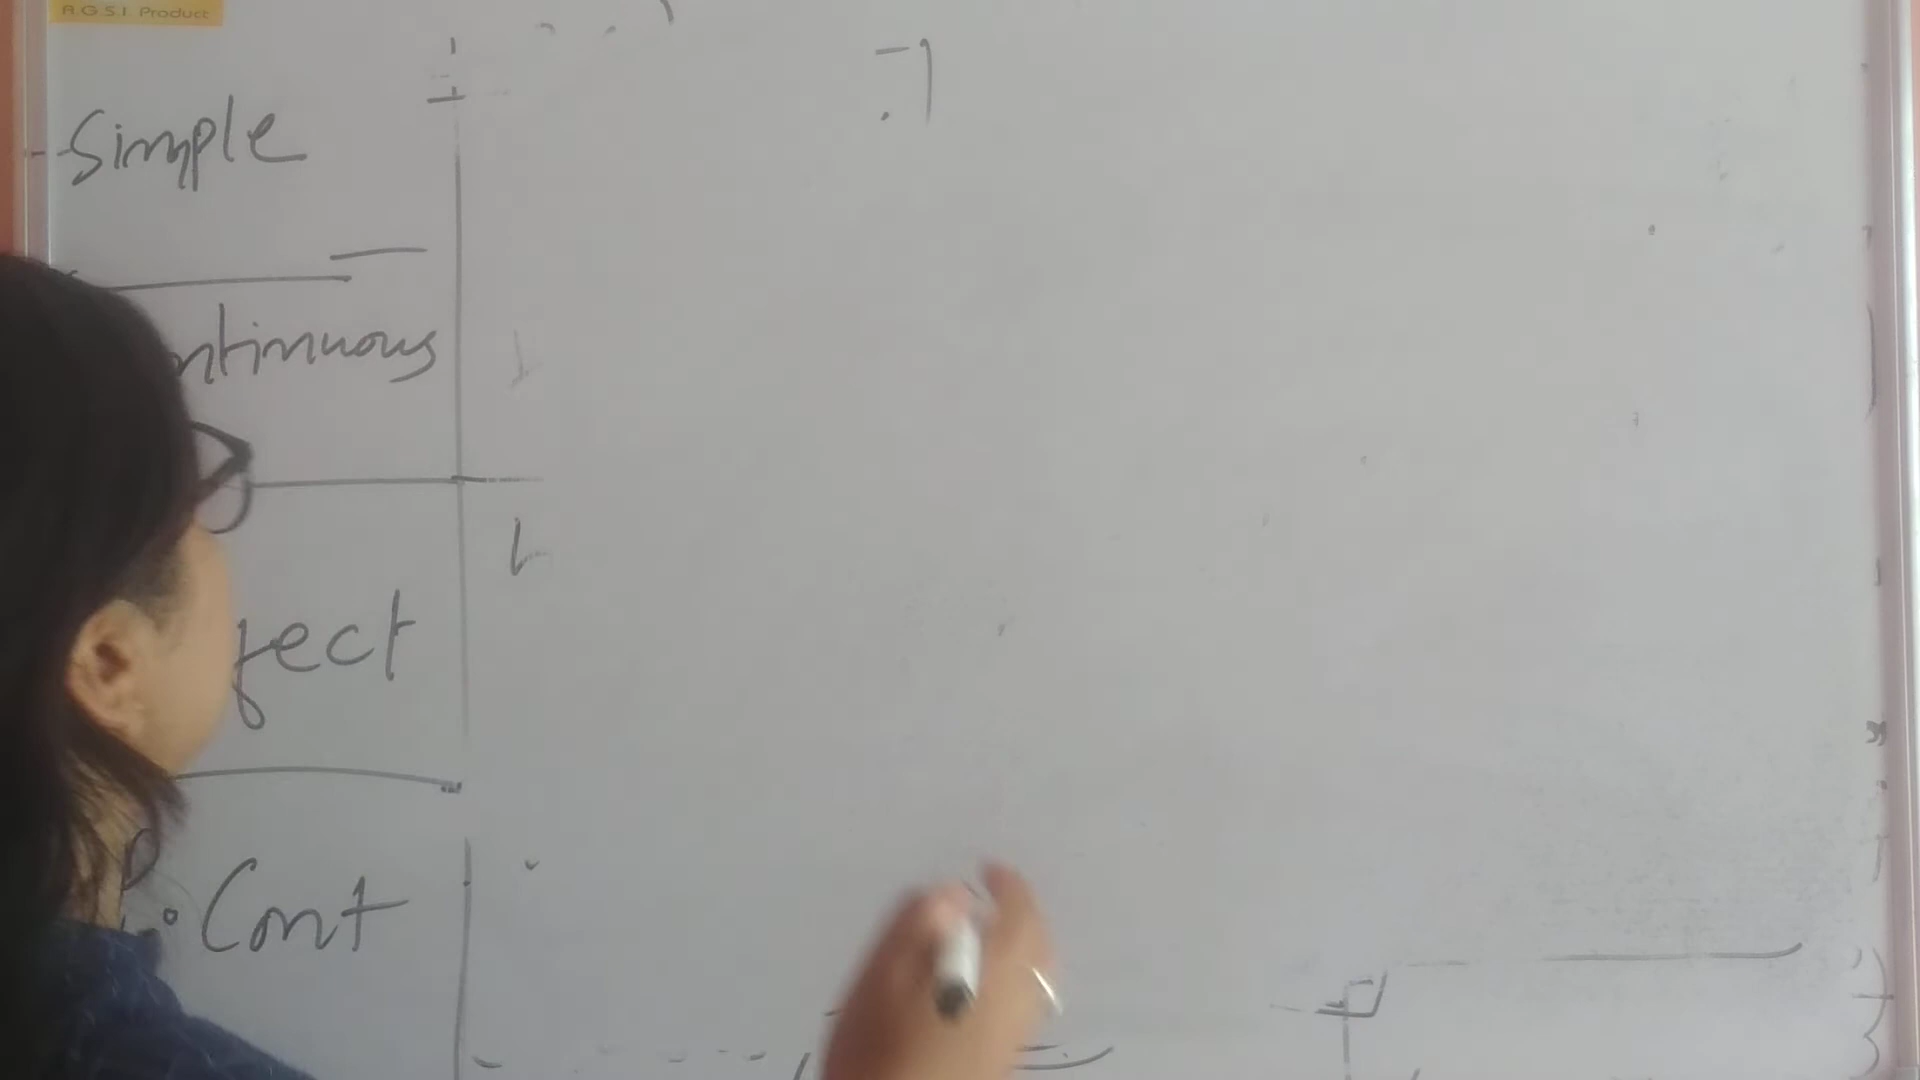 A.G.S.I. Product
Simple
ntinuous
fect
P. Cont